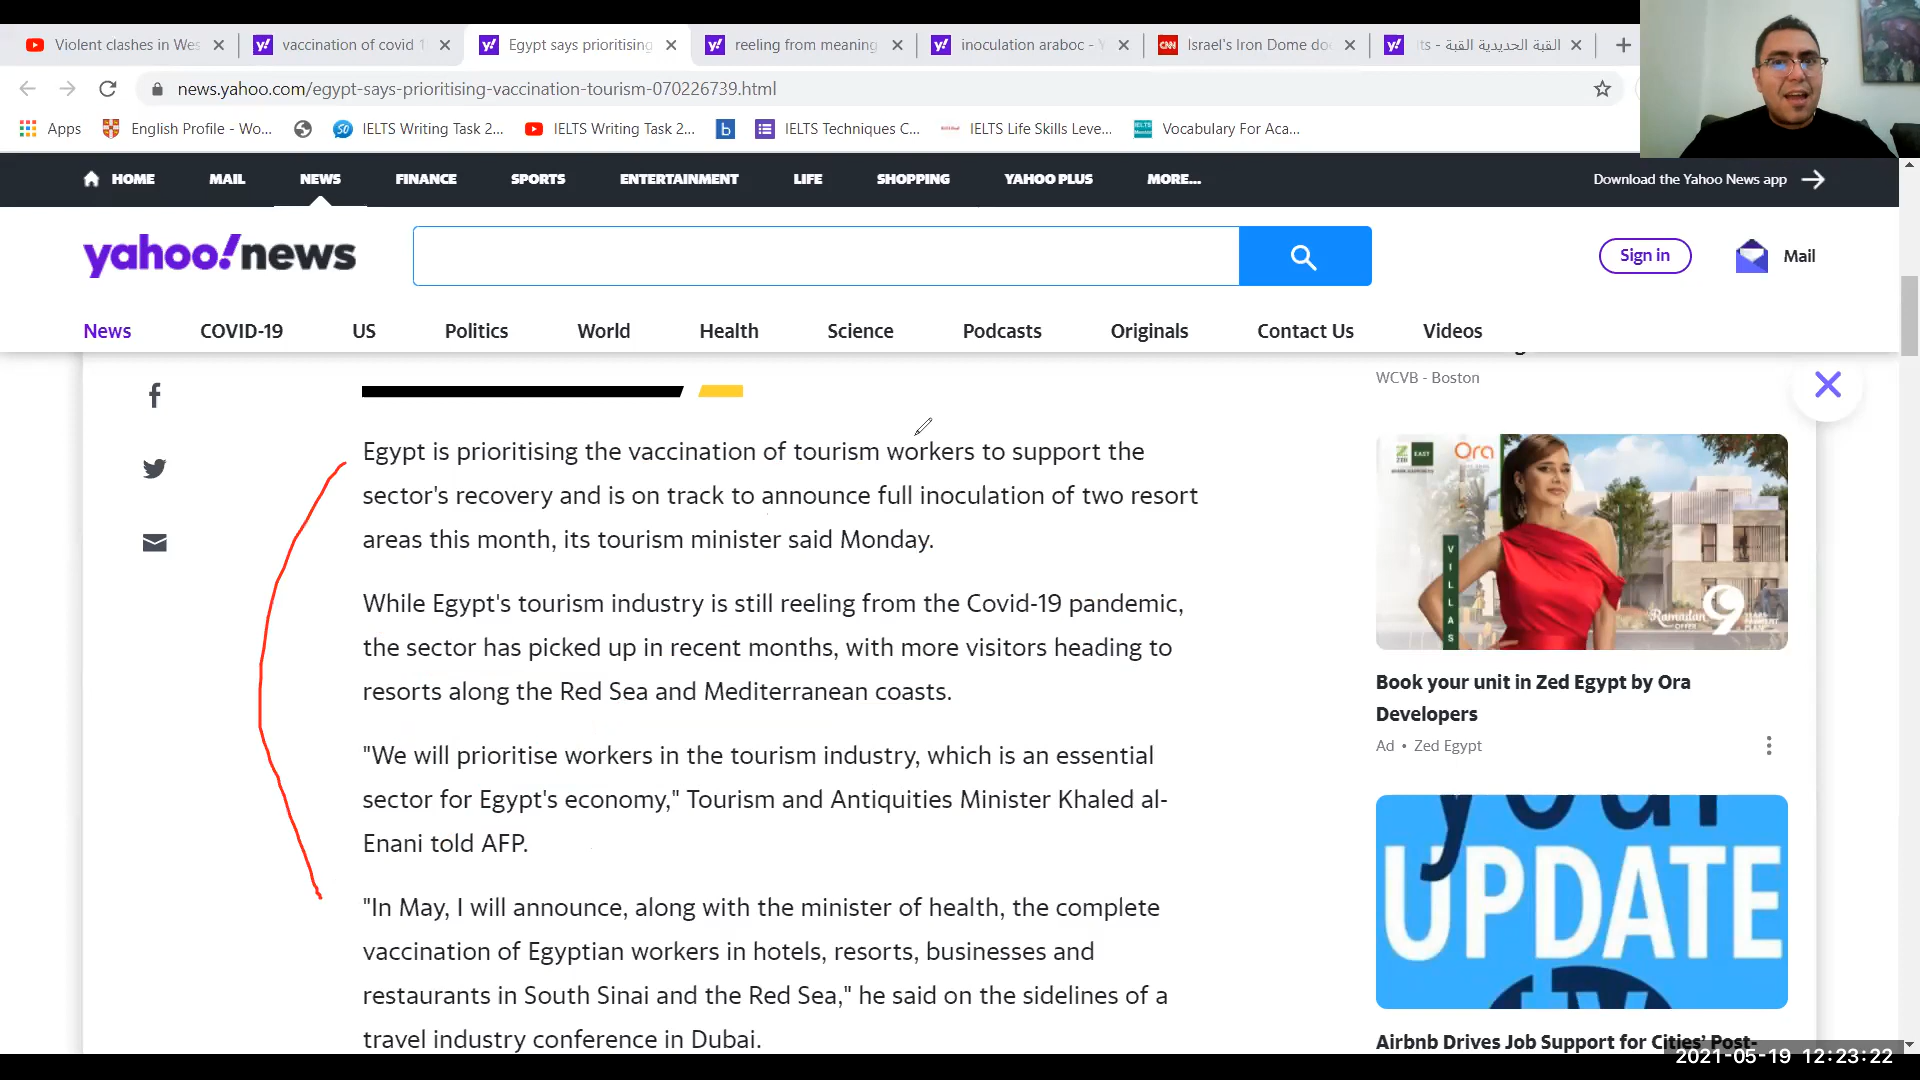 Violent clashes in Wes
vaccination of covid 1
Egypt says prioritising
reeling from meaning
inoculation araboc - Y
CNN Israel's Iron Dome do
القبة الحديدية القبة - its
news.yahoo.com/egypt-says-prioritising-vaccination-tourism-070226739.html
Apps
English Profile - Wo...
IELTS Writing Task 2...
IELTS Writing Task 2...
IELTS Techniques C...
IELTS Life Skills Leve...
Vocabulary For Aca...
HOME MAIL NEWS FINANCE SPORTS ENTERTAINMENT LIFE SHOPPING YAHOO PLUS MORE...
Download the Yahoo News app
yahoo!news
Sign in
Mail
News COVID-19 US Politics World Health Science Podcasts Originals Contact Us Videos
Egypt is prioritising the vaccination of tourism workers to support the
sector's recovery and is on track to announce full inoculation of two resort
areas this month, its tourism minister said Monday.
While Egypt's tourism industry is still reeling from the Covid-19 pandemic,
the sector has picked up in recent months, with more visitors heading to
resorts along the Red Sea and Mediterranean coasts.
"We will prioritise workers in the tourism industry, which is an essential
sector for Egypt's economy," Tourism and Antiquities Minister Khaled al-
Enani told AFP.
"In May, I will announce, along with the minister of health, the complete
vaccination of Egyptian workers in hotels, resorts, businesses and
restaurants in South Sinai and the Red Sea," he said on the sidelines of a
travel industry conference in Dubai.
WCVB - Boston
ZED EAST
Ora
VILLAS
Ramadan
OFFER
9
Book your unit in Zed Egypt by Ora
Developers
Ad • Zed Egypt
your
UPDATE
Airbnb Drives Job Support for Cities' Post-
2021-05-19 12:23:22